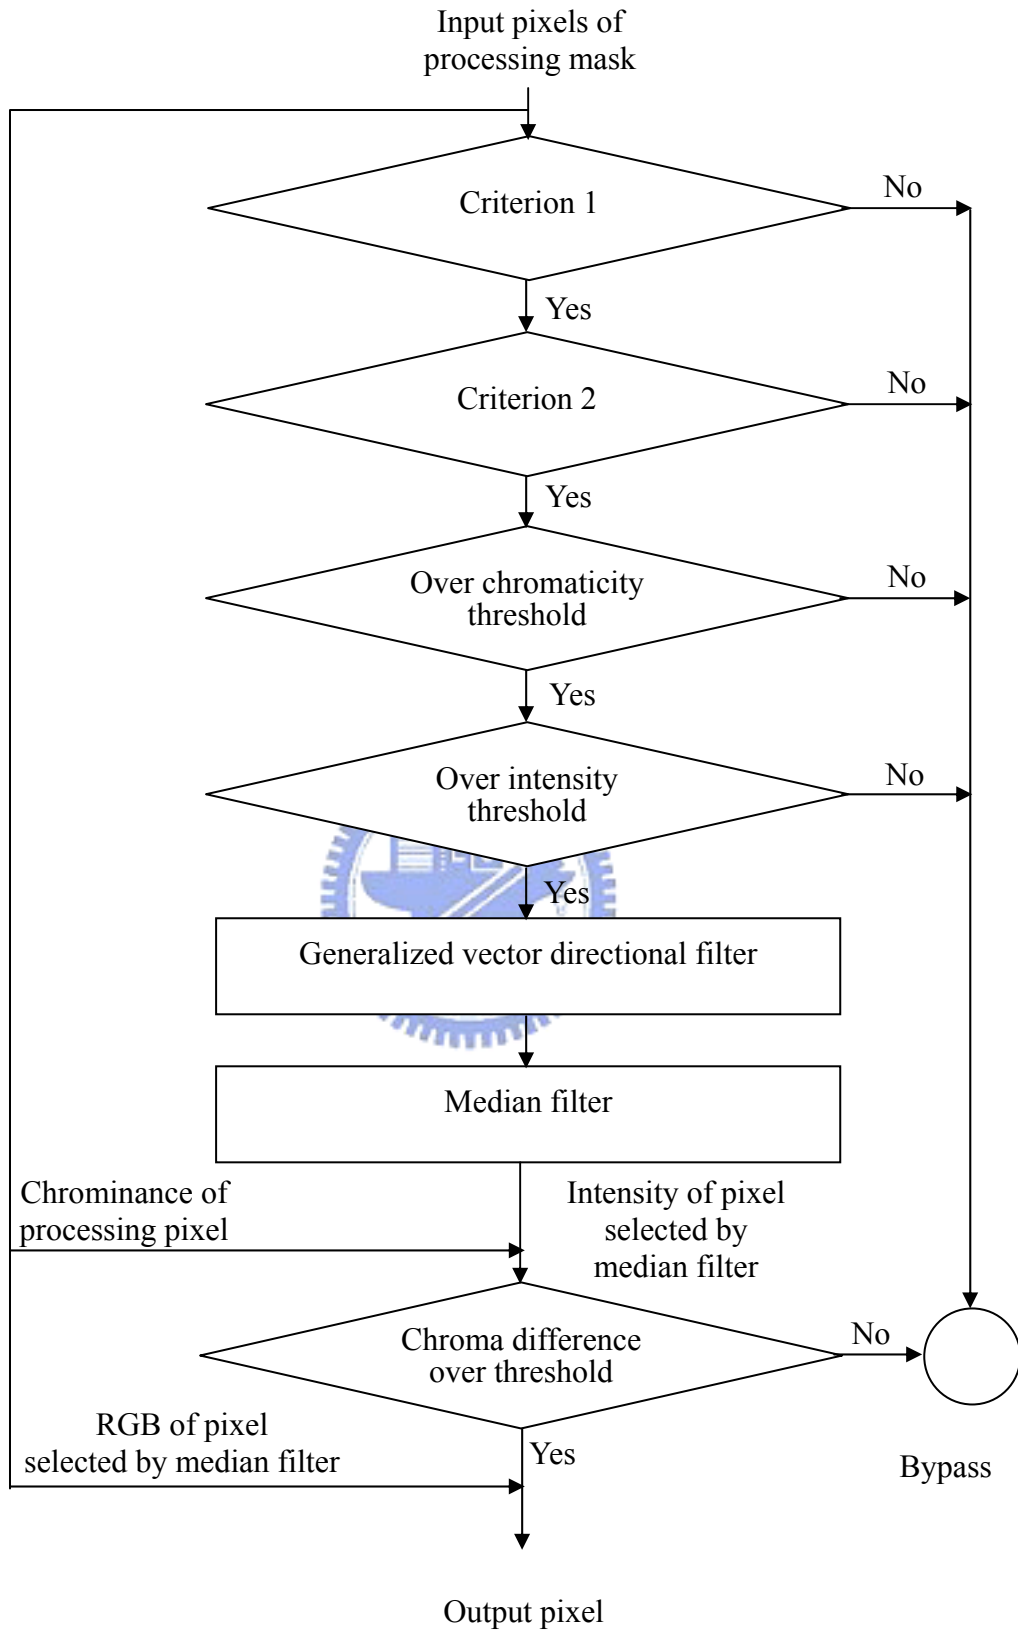 Input pixels of
processing mask
Criterion 1
No
Yes
Criterion 2
No
Yes
Over chromaticity
threshold
No
Yes
Over intensity
threshold
No
Yes
Generalized vector directional filter
Median filter
Chrominance of
processing pixel
Intensity of pixel
selected by
median filter
Chroma difference
over threshold
No
RGB of pixel
selected by median filter
Yes
Bypass
Output pixel